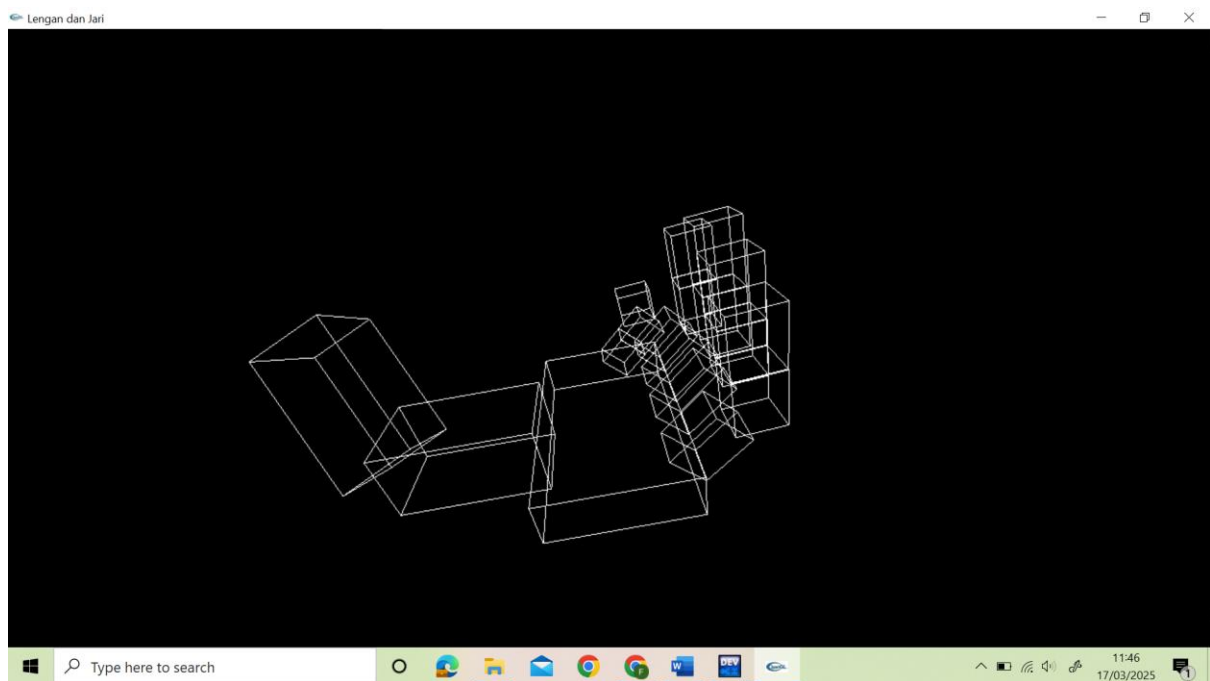 Lengan dan Jari
Type here to search
DEV
11:46
17/03/2025
1